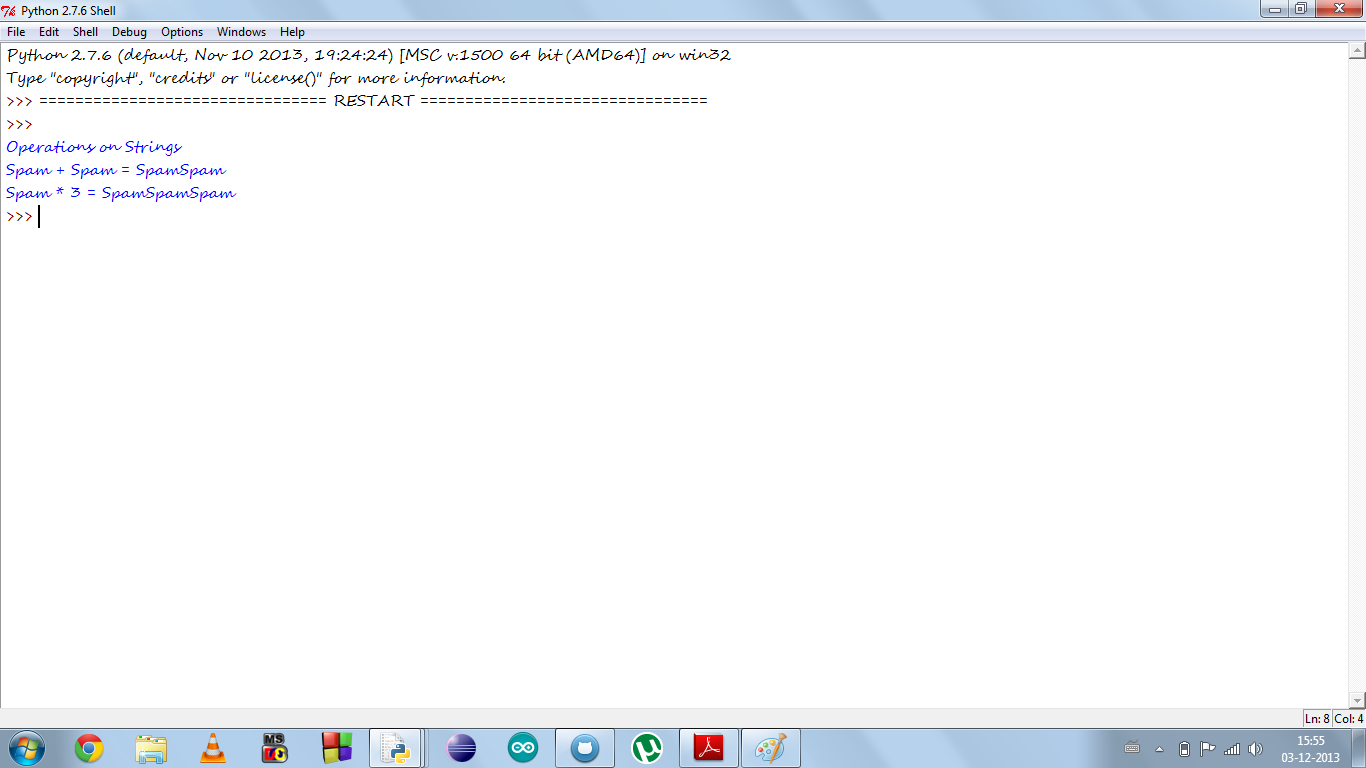 Python 2.7.6 Shell
File Edit Shell Debug Options Windows Help
Python 2.7.6 (default, Nov 10 2013, 19:24:24) [MSC v.1500 64 bit (AMD64)] on win32
Type "copyright", "credits" or "license()" for more information.
>>> ================================ RESTART ================================
>>>
Operations on Strings
Spam + Spam = SpamSpam
Spam * 3 = SpamSpamSpam
>>>
Ln: 8 Col: 4
MS
15:55
03-12-2013